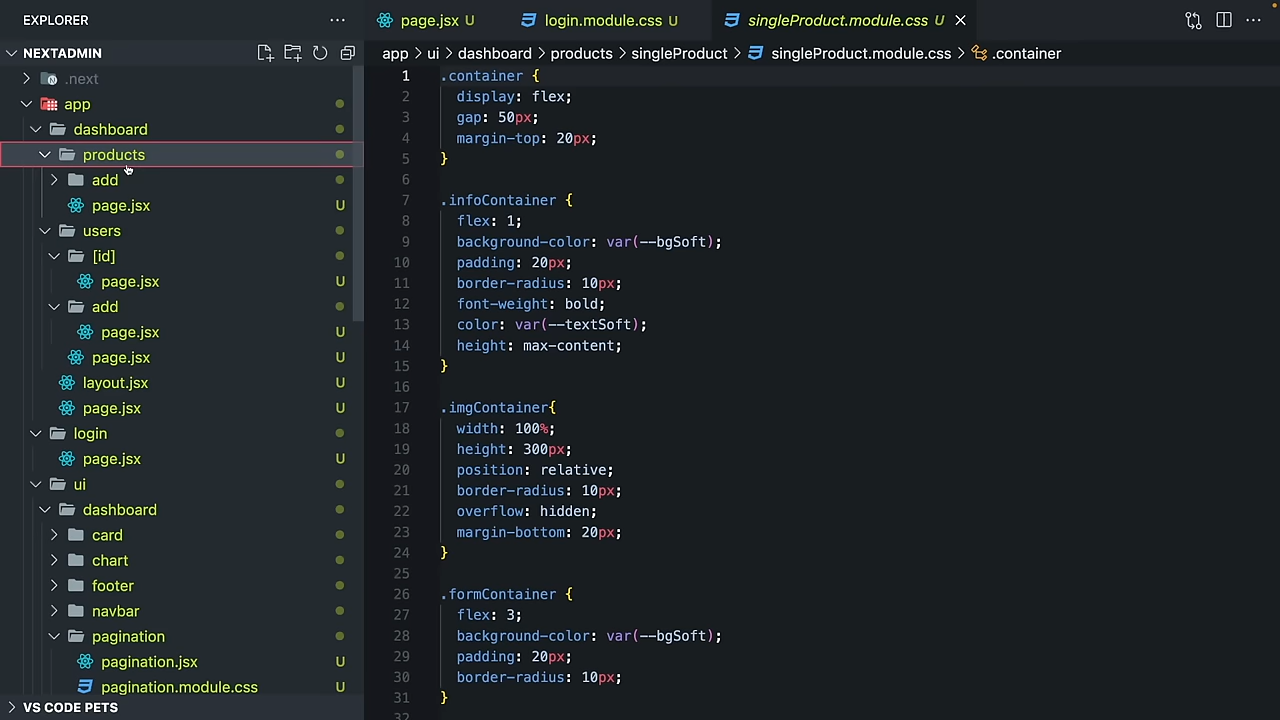 EXPLORER
NEXTADMIN
.next
app
dashboard
products
add
page.jsx U
users
[id]
page.jsx U
add
page.jsx U
page.jsx U
layout.jsx U
page.jsx U
login
page.jsx U
ui
dashboard
card
chart
footer
navbar
pagination
pagination.jsx U
pagination.module.css U
VS CODE PETS
page.jsx U login.module.css U singleProduct.module.css U
app > ui > dashboard > products > singleProduct > singleProduct.module.css > .container
1 .container {
2 display: flex;
3 gap: 50px;
4 margin-top: 20px;
5 }
6
7 .infoContainer {
8 flex: 1;
9 background-color: var(--bgSoft);
10 padding: 20px;
11 border-radius: 10px;
12 font-weight: bold;
13 color: var(--textSoft);
14 height: max-content;
15 }
16
17 .imgContainer{
18 width: 100%;
19 height: 300px;
20 position: relative;
21 border-radius: 10px;
22 overflow: hidden;
23 margin-bottom: 20px;
24 }
25
26 .formContainer {
27 flex: 3;
28 background-color: var(--bgSoft);
29 padding: 20px;
30 border-radius: 10px;
31 }
32